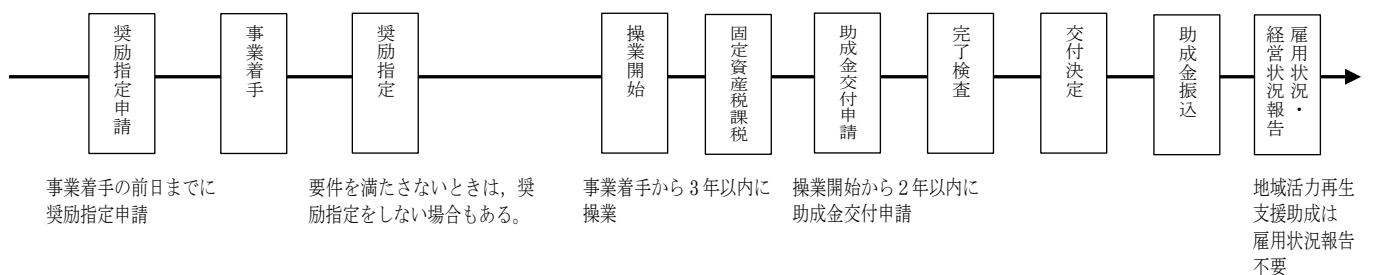 奨励指定申請
事業着手
奨励指定
操業開始
固定資産税課税
助成金交付申請
完了検査
交付決定
助成金振込
雇用状況・
経営状況報告
事業着手の前日までに
奨励指定申請
要件を満たさないときは，奨
励指定をしない場合もある。
事業着手から３年以内に
操業
操業開始から２年以内に
助成金交付申請
地域活力再生
支援助成は
雇用状況報告
不要